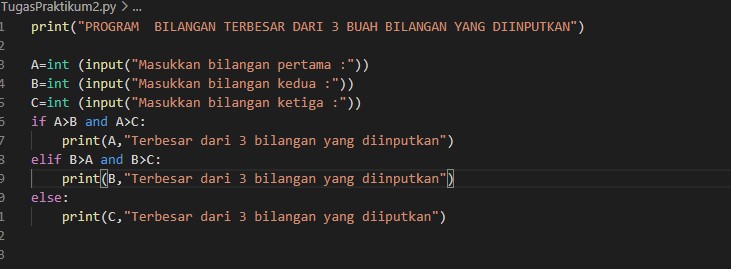 TugasPraktikum2.py > ...
1 print("PROGRAM  BILANGAN TERBESAR DARI 3 BUAH BILANGAN YANG DIINPUTKAN")
2
3 A=int (input("Masukkan bilangan pertama :"))
4 B=int (input("Masukkan bilangan kedua :"))
5 C=int (input("Masukkan bilangan ketiga :"))
6 if A>B and A>C:
7     print(A,"Terbesar dari 3 bilangan yang diinputkan")
8 elif B>A and B>C:
9     print(B,"Terbesar dari 3 bilangan yang diinputkan")
0 else:
1     print(C,"Terbesar dari 3 bilangan yang diiputkan")
2
3